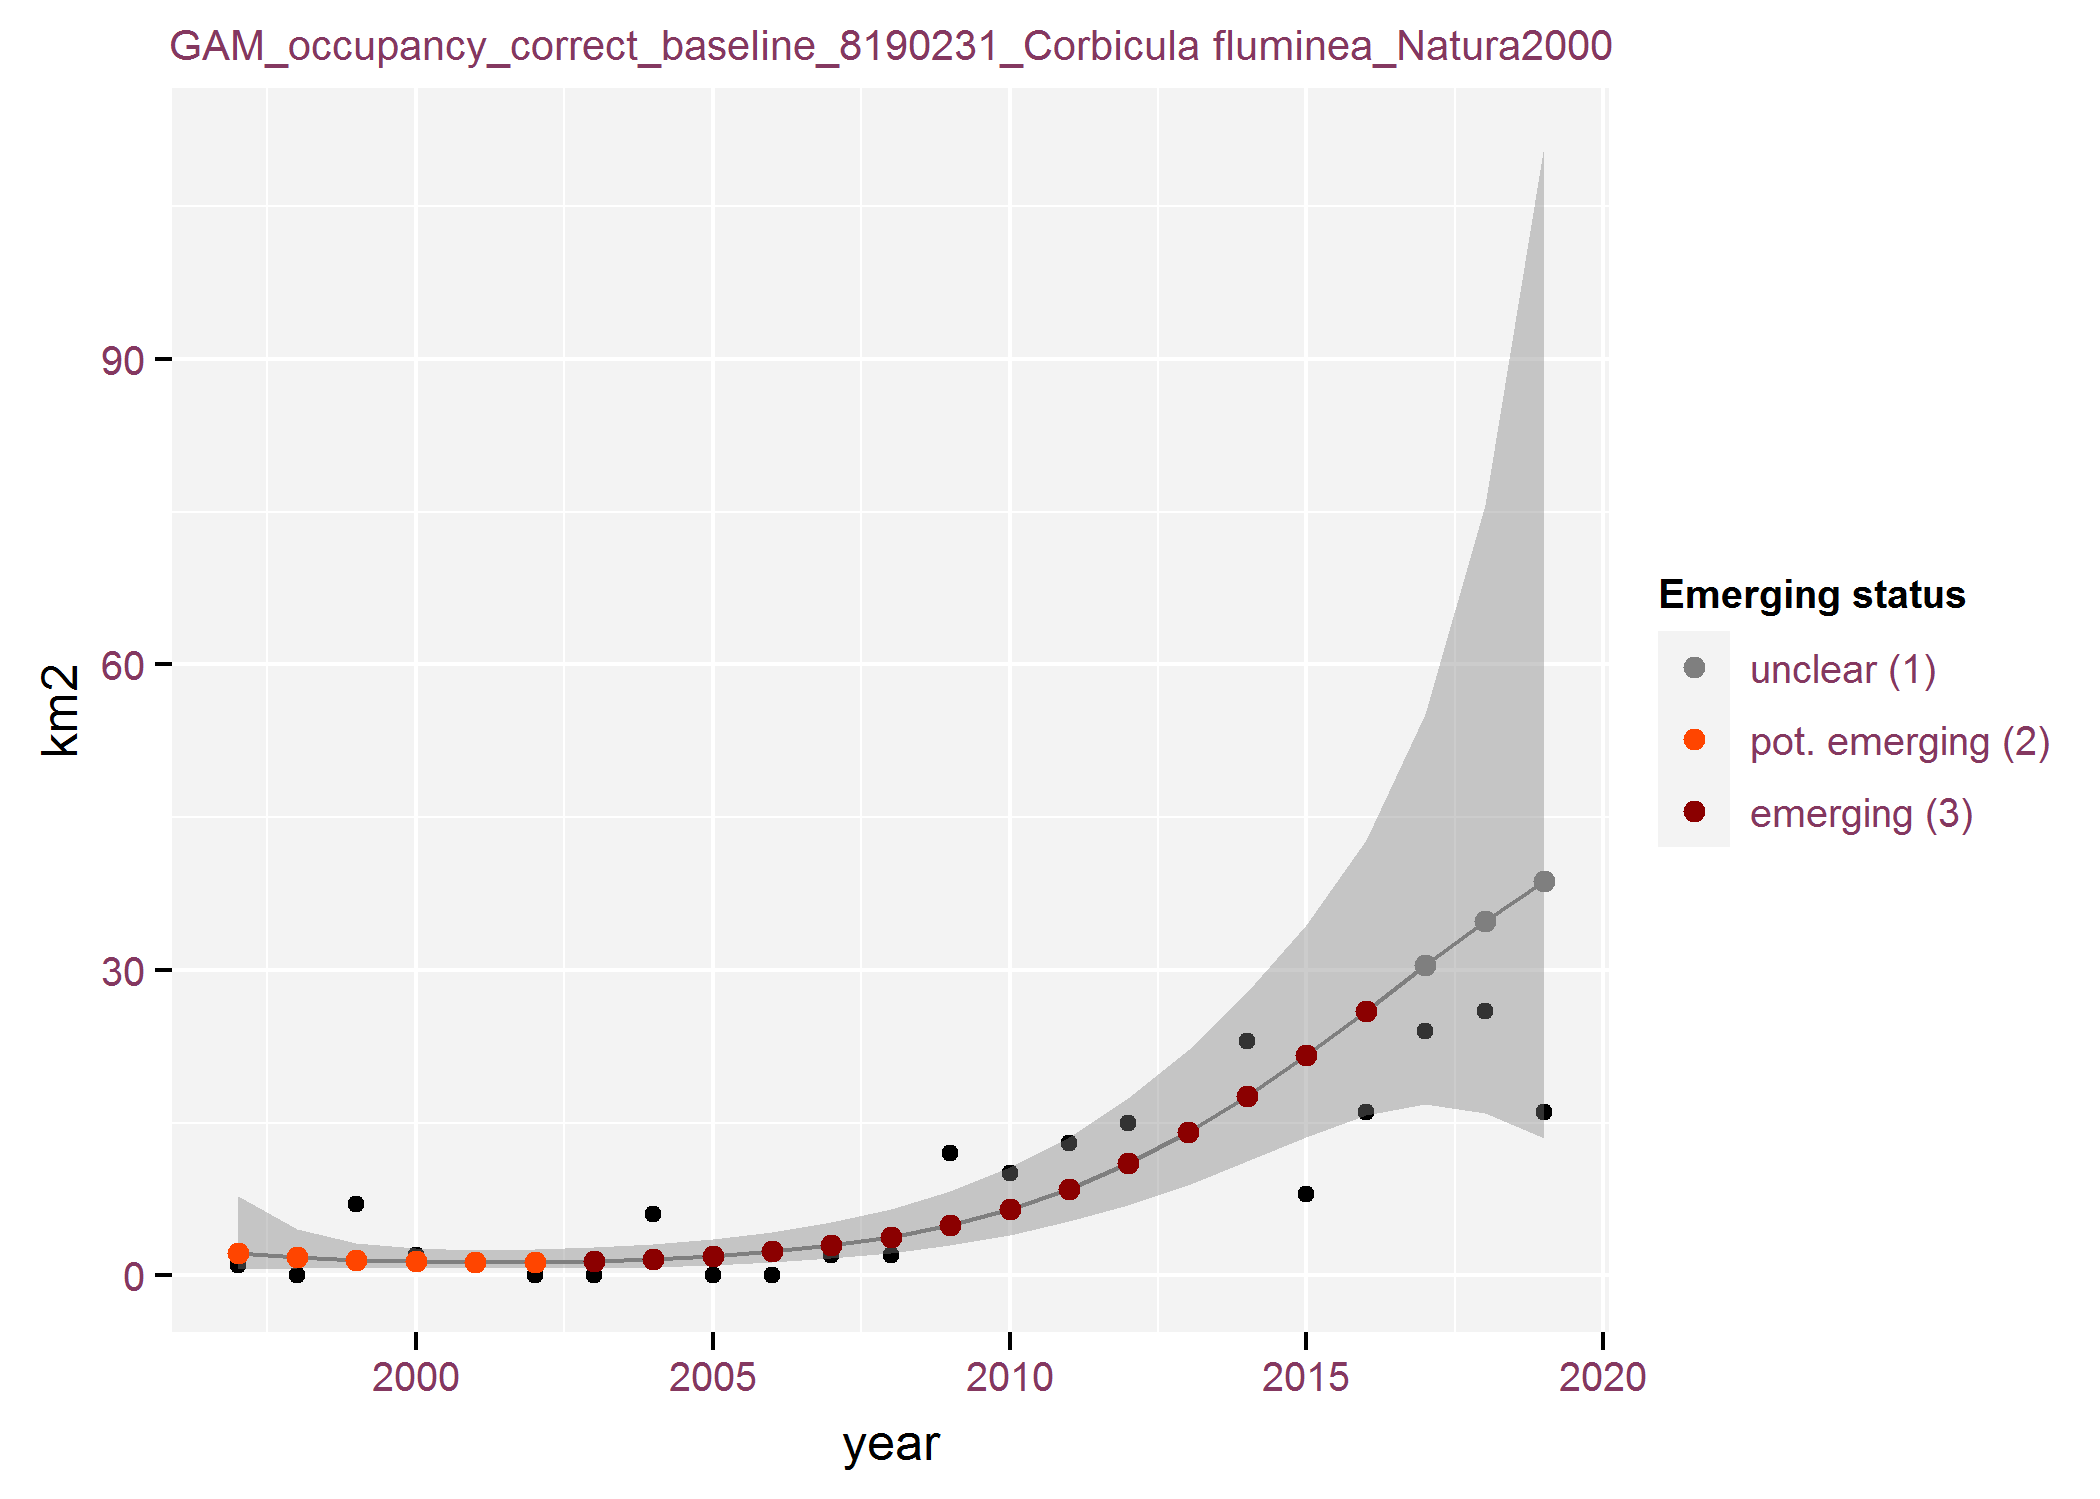 GAM_occupancy_correct_baseline_8190231_Corbicula fluminea_Natura2000
90
60
30
0
km2
2000 2005 2010 2015 2020
year
Emerging status
unclear (1)
pot. emerging (2)
emerging (3)